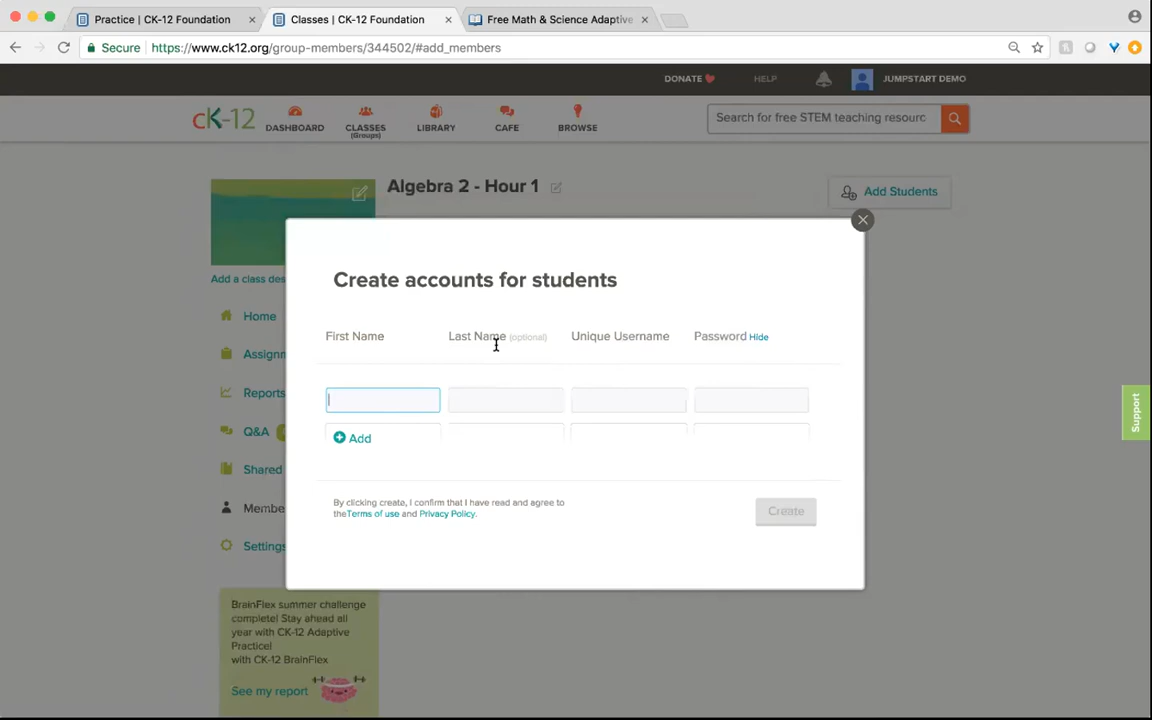 Practice | CK-12 Foundation
Classes | CK-12 Foundation
Free Math & Science Adaptive
Secure
https://www.ck12.org/group-members/344502/#add_members
DONATE
HELP
JUMPSTART DEMO
cK-12
DASHBOARD
CLASSES
(Groups)
LIBRARY
CAFE
BROWSE
Search for free STEM teaching resourc
Algebra 2 - Hour 1
Add Students
Add a class des
Home
Assignm
Reports
Q&A
Shared
Membe
Settings
Create accounts for students
First Name
Last Name (optional)
Unique Username
Password Hide
Add
By clicking create, I confirm that I have read and agree to
theTerms of use and Privacy Policy.
Create
Support
BrainFlex summer challenge
complete! Stay ahead all
year with CK-12 Adaptive
Practice!
with CK-12 BrainFlex
See my report